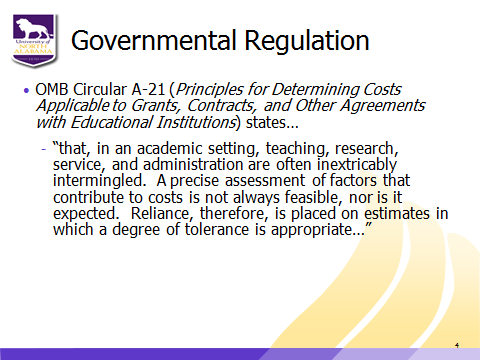 University of
NORTH
ALABAMA
Governmental Regulation
• OMB Circular A-21 (Principles for Determining Costs
Applicable to Grants, Contracts, and Other Agreements
with Educational Institutions) states…
- “that, in an academic setting, teaching, research,
service, and administration are often inextricably
intermingled.  A precise assessment of factors that
contribute to costs is not always feasible, nor is it
expected.  Reliance, therefore, is placed on estimates in
which a degree of tolerance is appropriate…”
4